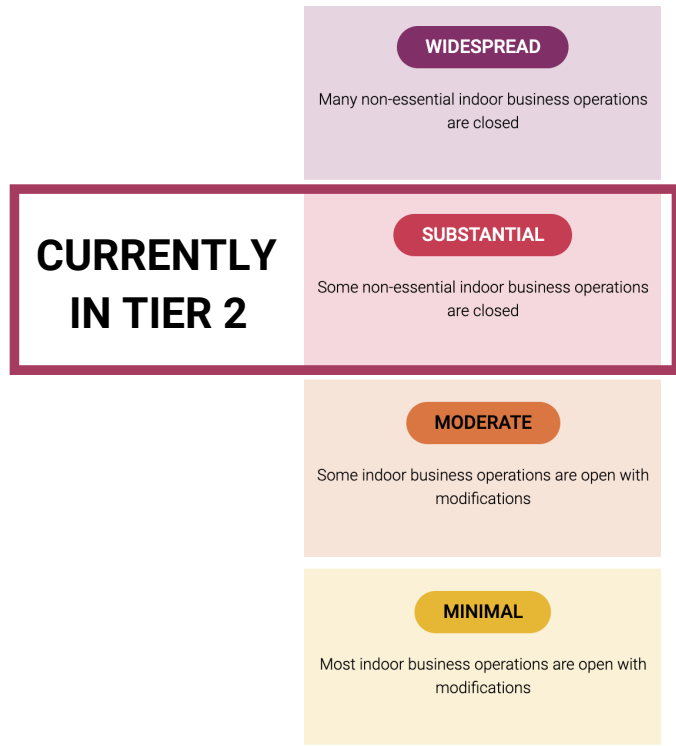 WIDESPREAD
Many non-essential indoor business operations
are closed
CURRENTLY
IN TIER 2
SUBSTANTIAL
Some non-essential indoor business operations
are closed
MODERATE
Some indoor business operations are open with
modifications
MINIMAL
Most indoor business operations are open with
modifications